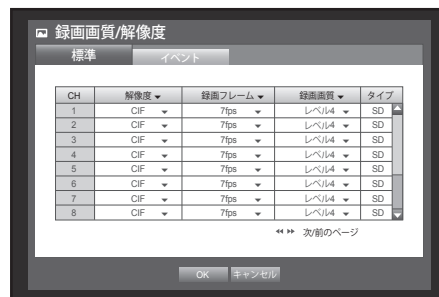 録画画質/解像度
標準 イベント
CH 解像度 録画フレーム 録画画質 タイプ
1 CIF 7fps レベル4 SD
2 CIF 7fps レベル4 SD
3 CIF 7fps レベル4 SD
4 CIF 7fps レベル4 SD
5 CIF 7fps レベル4 SD
6 CIF 7fps レベル4 SD
7 CIF 7fps レベル4 SD
8 CIF 7fps レベル4 SD
次/前のページ
OK キャンセル